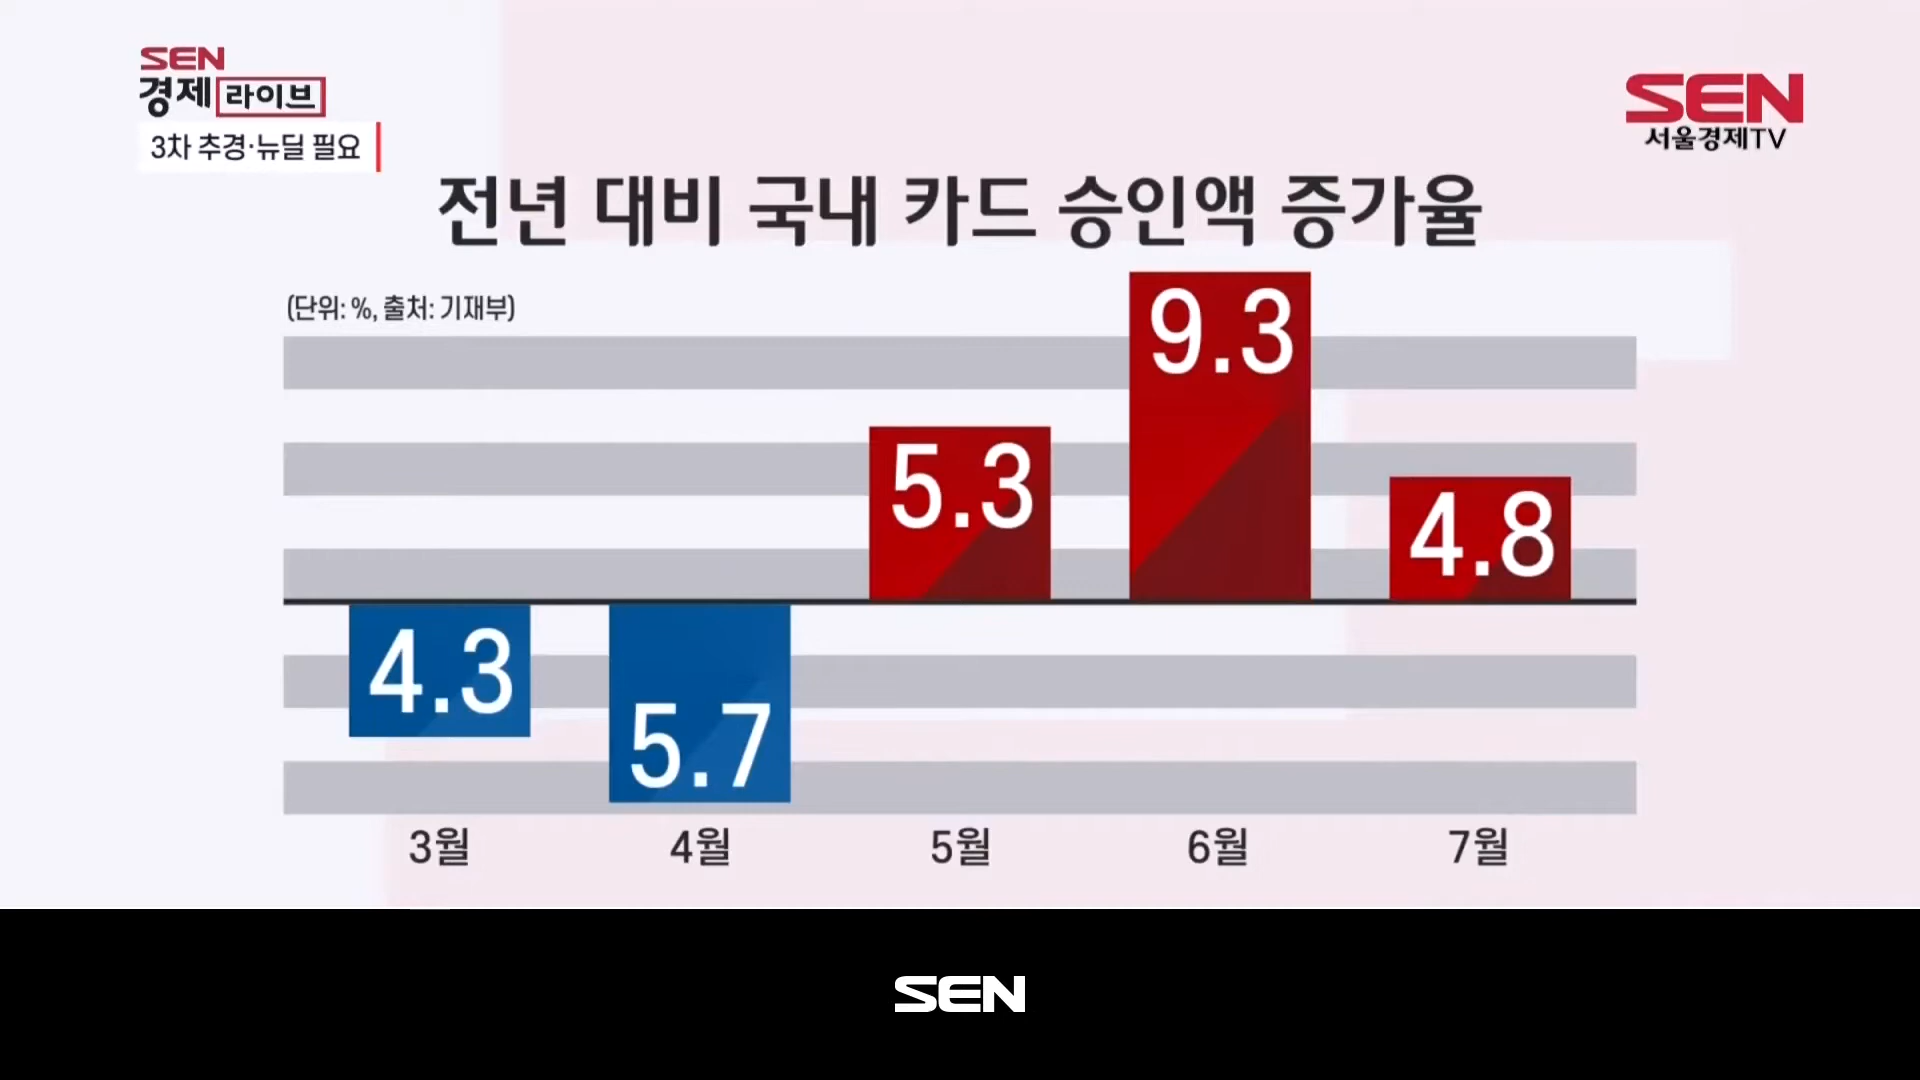 SEN
경제 라이브
3차 추경·뉴딜 필요
SEN
서울경제TV
전년 대비 국내 카드 승인액 증가율
(단위: %, 출처: 기재부)
9.3
5.3
4.8
4.3
5.7
3월 4월 5월 6월 7월
SEN